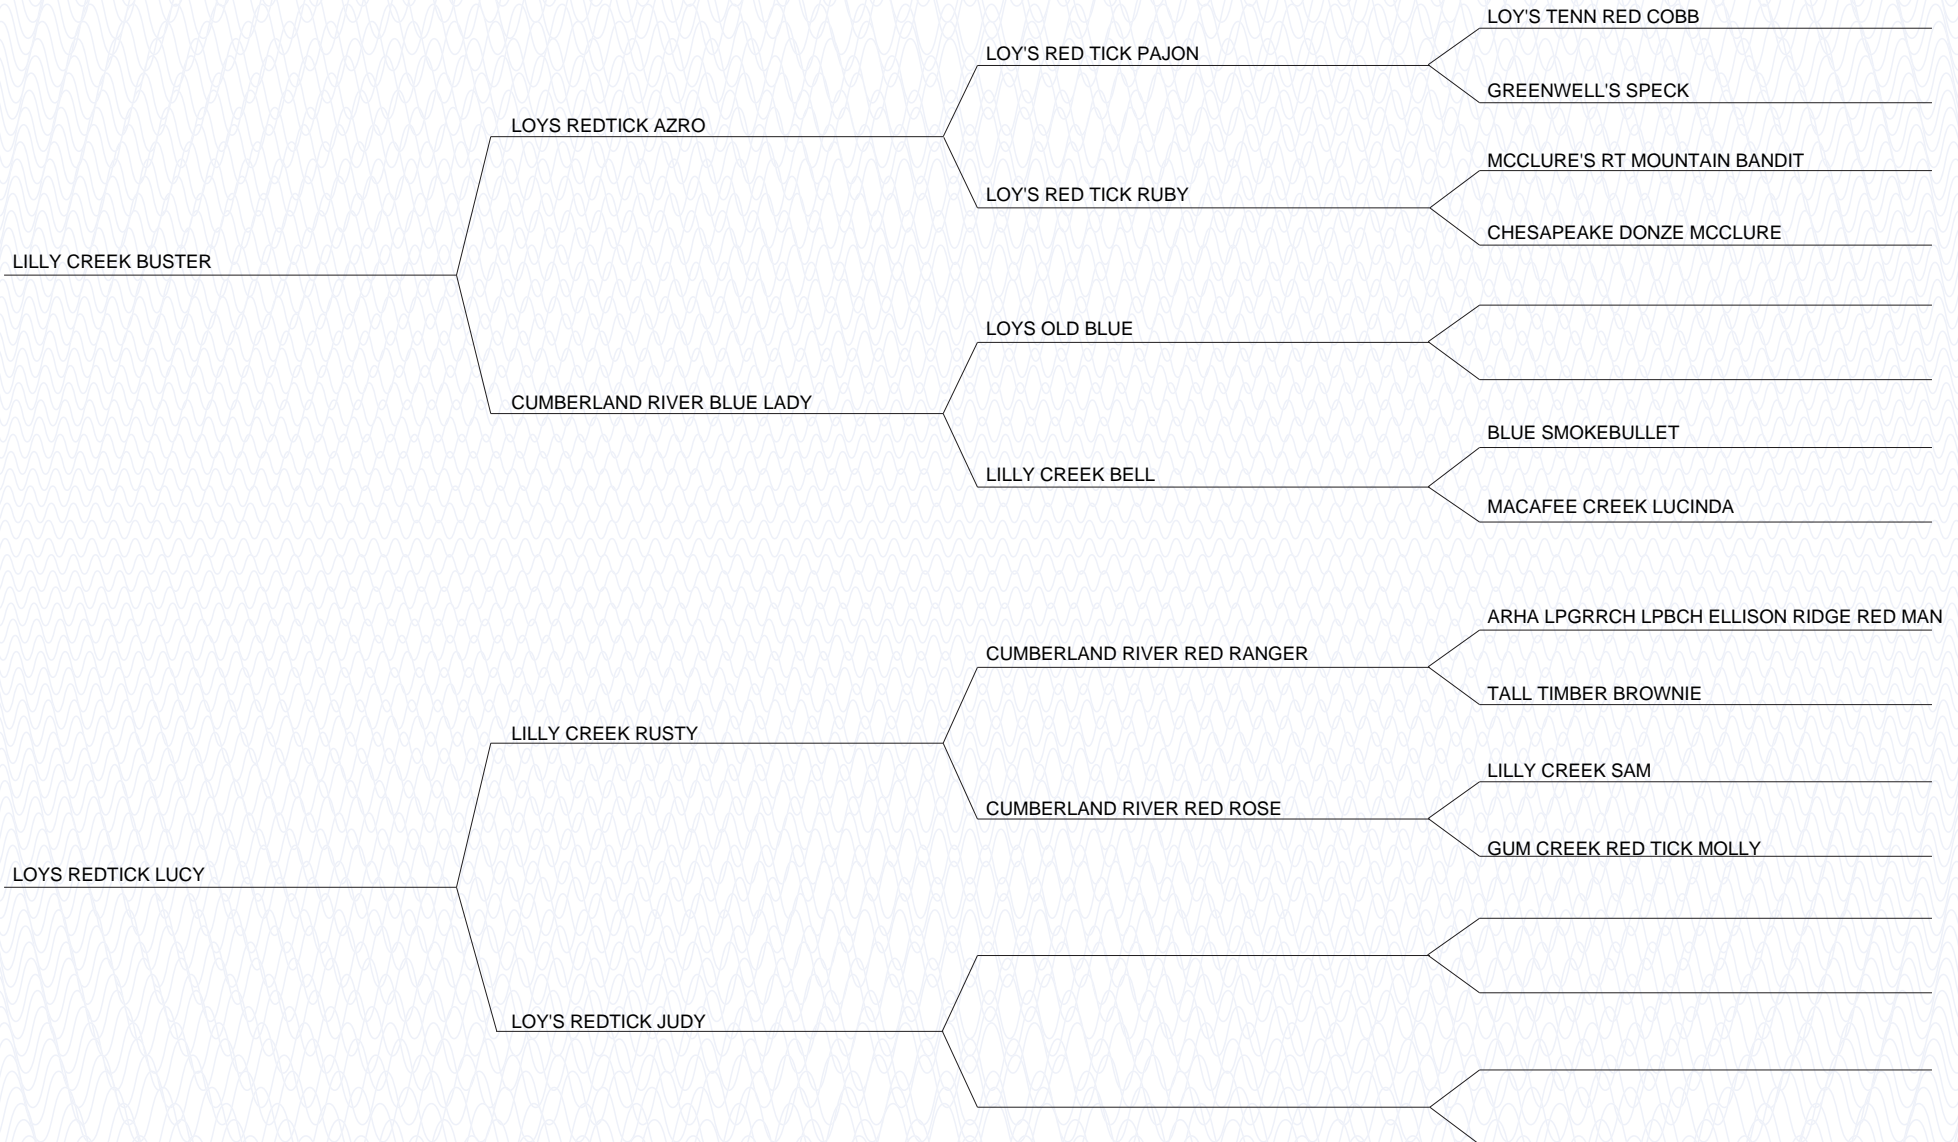 LOY'S TENN RED COBB
LOY'S RED TICK PAJON
GREENWELL'S SPECK
LOYS REDTICK AZRO
MCCLURE'S RT MOUNTAIN BANDIT
LOY'S RED TICK RUBY
CHESAPEAKE DONZE MCCLURE
LILLY CREEK BUSTER
LOYS OLD BLUE
CUMBERLAND RIVER BLUE LADY
BLUE SMOKEBULLET
LILLY CREEK BELL
MACAFEE CREEK LUCINDA
ARHA LPGRRCH LPBCH ELLISON RIDGE RED MAN
CUMBERLAND RIVER RED RANGER
TALL TIMBER BROWNIE
LILLY CREEK RUSTY
LILLY CREEK SAM
CUMBERLAND RIVER RED ROSE
GUM CREEK RED TICK MOLLY
LOYS REDTICK LUCY
LOY'S REDTICK JUDY